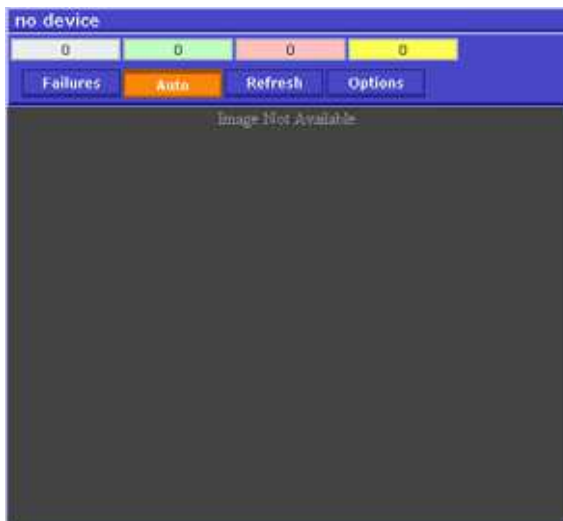 no device
0 0 0 0
Failures Auto Refresh Options
Image Not Available